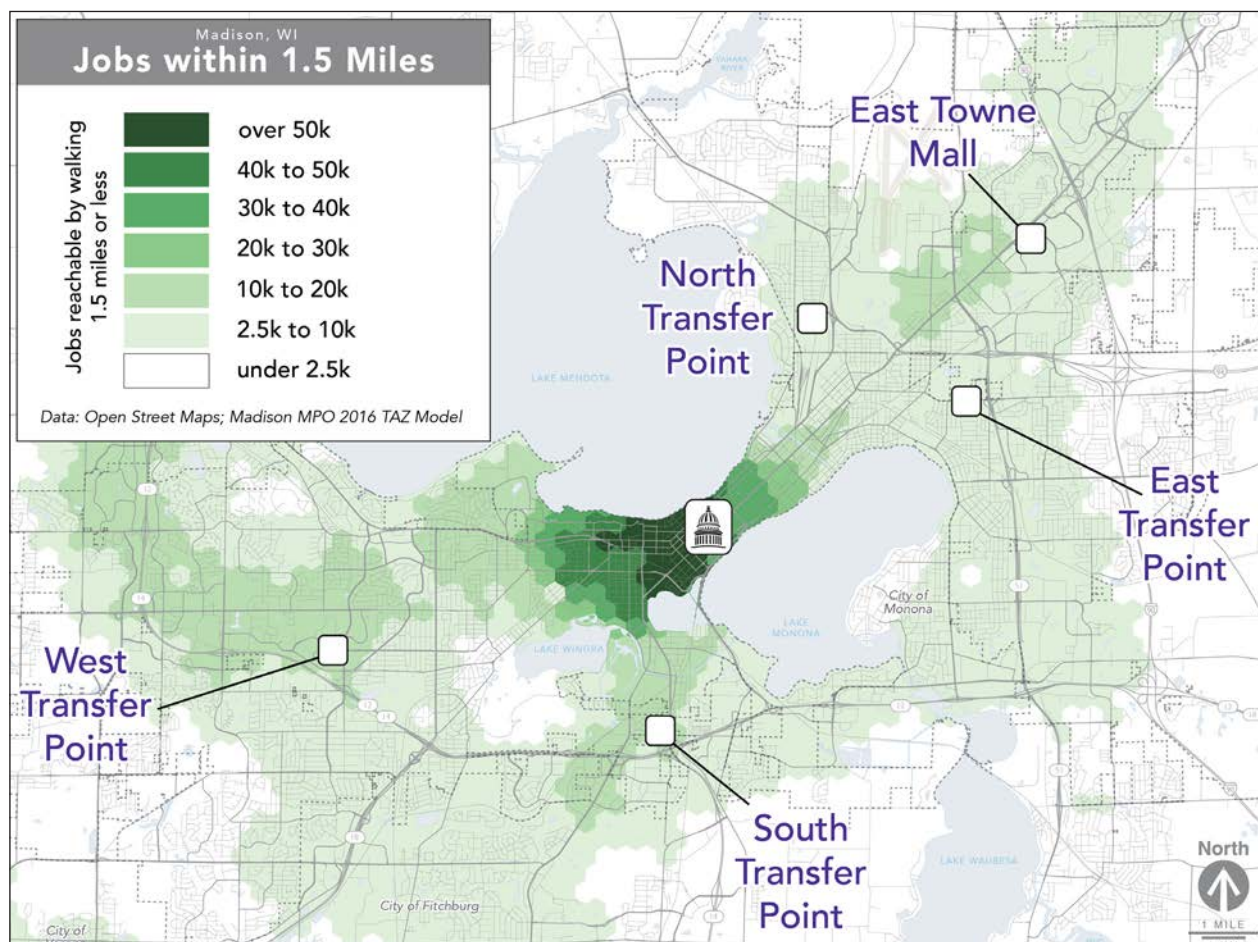 Madison, WI
Jobs within 1.5 Miles
Jobs reachable by walking
1.5 miles or less
over 50k
40k to 50k
30k to 40k
20k to 30k
10k to 20k
2.5k to 10k
under 2.5k
Data: Open Street Maps; Madison MPO 2016 TAZ Model
YAHARA
RIVER
East Towne
Mall
North
Transfer
Point
LAKE MENDOTA
East
Transfer
Point
City of
Monona
LAKE
MONONA
LAKE WINGRA
West
Transfer
Point
South
Transfer
Point
LAKE WAUBESA
City of Fitchburg
City of
North
1 MILE